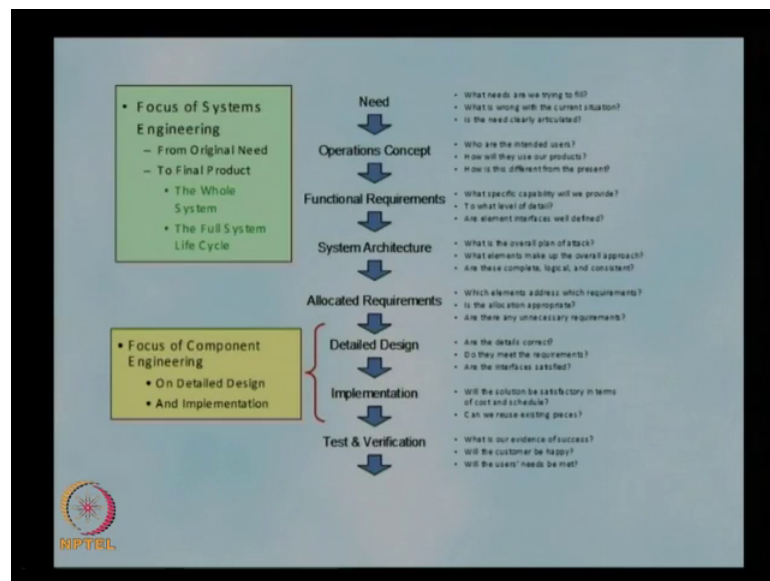 • Focus of Systems
Engineering
– From Original Need
– To Final Product
• The Whole
System
• The Full System
Life Cycle
• Focus of Component
Engineering
• On Detailed Design
• And Implementation
Need
• What needs are we trying to fill?
• What is wrong with the current situation?
• Is the need clearly articulated?
Operations Concept
• Who are the intended users?
• How will they use our products?
• How is this different from the present?
Functional Requirements
• What specific capability will we provide?
• To what level of detail?
• Are element interfaces well defined?
System Architecture
• What is the overall plan of attack?
• What elements make up the overall approach?
• Are these complete, logical, and consistent?
Allocated Requirements
• Which elements address which requirements?
• Is the allocation appropriate?
• Are there any unnecessary requirements?
Detailed Design
• Are the details correct?
• Do they meet the requirements?
• Are the interfaces satisfied?
Implementation
• Will the solution be satisfactory in terms
of cost and schedule?
• Can we reuse existing pieces?
Test & Verification
• What is our evidence of success?
• Will the customer be happy?
• Will the users' needs be met?
NPTEL